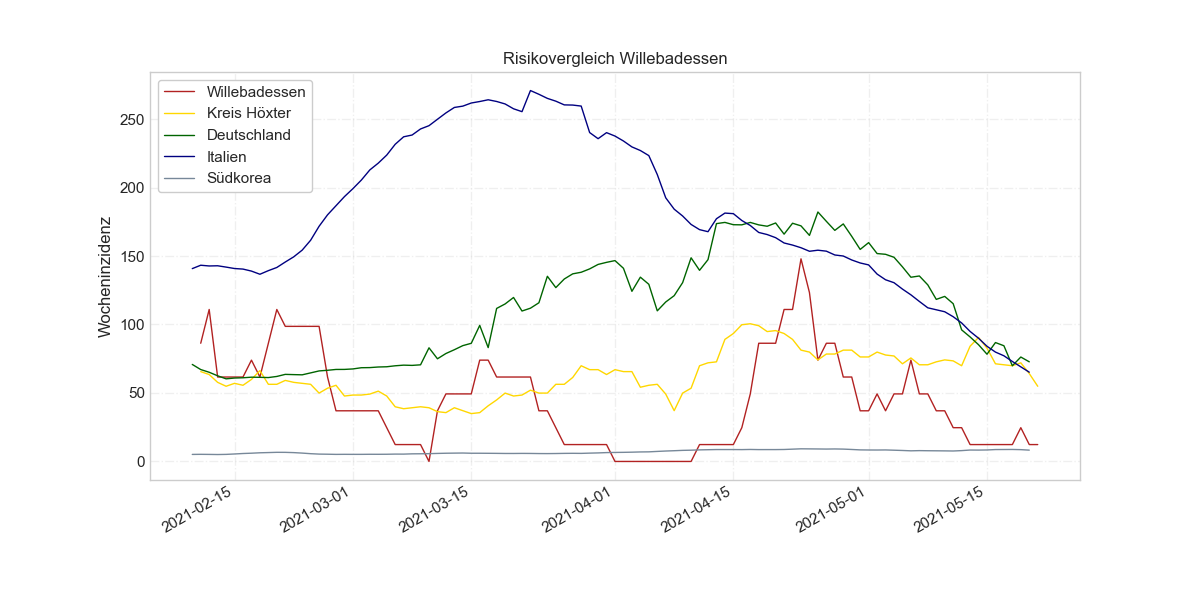 Risikovergleich Willebadessen
Willebadessen
Kreis Höxter
Deutschland
Italien
Südkorea
Wocheninzidenz
250
200
150
100
50
0
2021-02-15
2021-03-01
2021-03-15
2021-04-01
2021-04-15
2021-05-01
2021-05-15